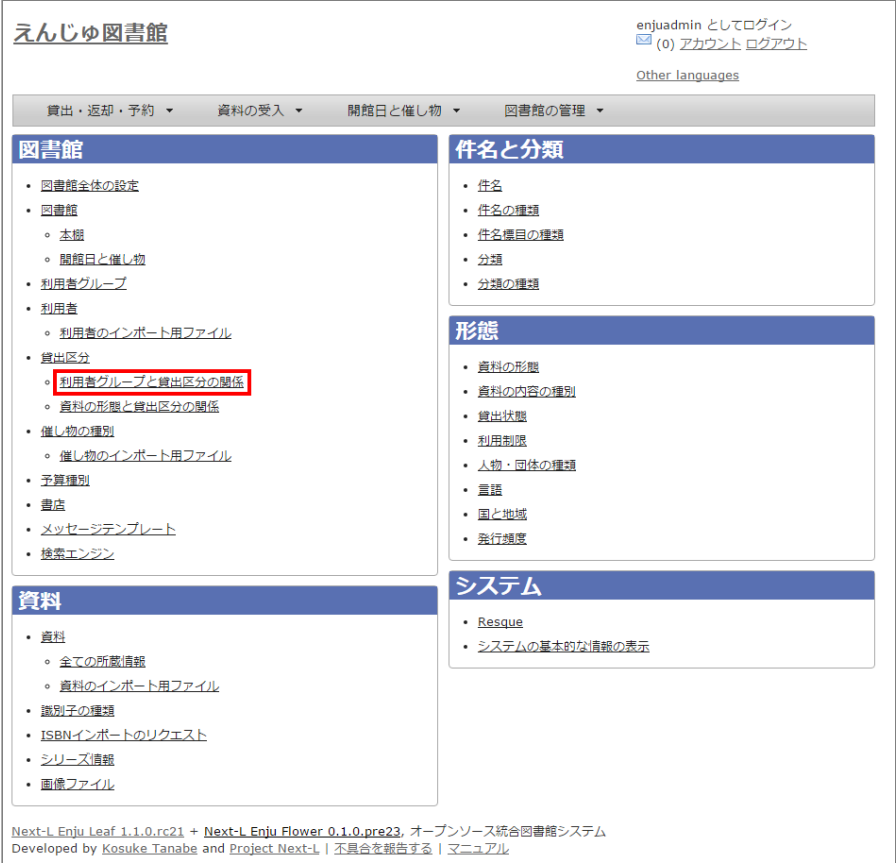 えんじゅ図書館
enjuadmin としてログイン
(0) アカウント ログアウト
Other languages
貸出・返却・予約 ▼ 資料の受入 ▼ 開館日と催し物 ▼ 図書館の管理 ▼
図書館
・ 図書館全体の設定
・ 図書館
◦ 本棚
◦ 開館日と催し物
・ 利用者グループ
・ 利用者
◦ 利用者のインポート用ファイル
・ 貸出区分
◦ 利用者グループと貸出区分の関係
◦ 資料の形態と貸出区分の関係
・ 催し物の種別
◦ 催し物のインポート用ファイル
・ 予算種別
・ 書店
・ メッセージテンプレート
・ 検索エンジン
資料
・ 資料
◦ 全ての所蔵情報
◦ 資料のインポート用ファイル
・ 識別子の種類
・ ISBNインポートのリクエスト
・ シリーズ情報
・ 画像ファイル
件名と分類
・ 件名
・ 件名の種類
・ 件名標目の種類
・ 分類
・ 分類の種類
形態
・ 資料の形態
・ 資料の内容の種別
・ 貸出状態
・ 利用制限
・ 人物・団体の種類
・ 言語
・ 国と地域
・ 発行頻度
システム
・ Resque
・ システムの基本的な情報の表示
Next-L Enju Leaf 1.1.0.rc21 + Next-L Enju Flower 0.1.0.pre23, オープンソース統合図書館システム
Developed by Kosuke Tanabe and Project Next-L | 不具合を報告する | マニュアル